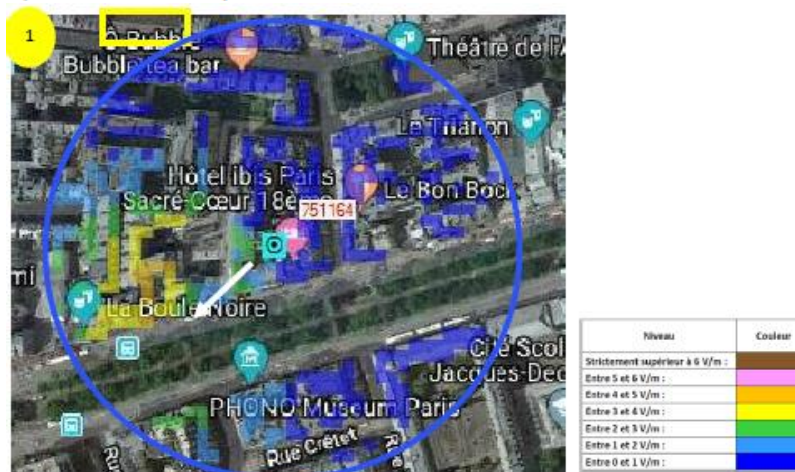 1
Ô Bubble
Bubble tea bar
Théâtre de l'A
Le Trianon
Hôtel ibis Paris
Sacré-Cœur 18ème
Le Bon Bock
751164
mi
La Boule Noire
Cité Scol
Jacques-Dec
PHONO Museum Paris
Rue Crétet
Rue
Rue
Niveau Couleur
Strictement supérieur à 6 V/m :
Entre 5 et 6 V/m :
Entre 4 et 5 V/m :
Entre 3 et 4 V/m :
Entre 2 et 3 V/m :
Entre 1 et 2 V/m :
Entre 0 et 1 V/m :